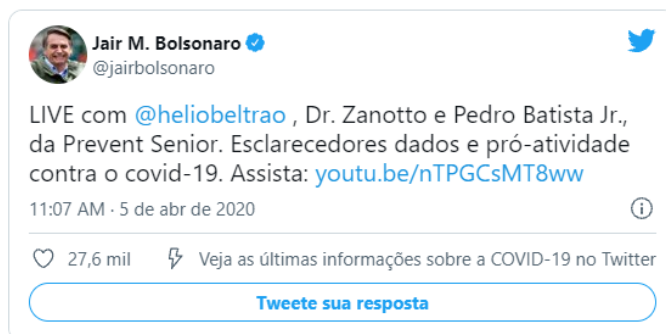 Jair M. Bolsonaro
@jairbolsonaro
LIVE com @heliobeltrao , Dr. Zanotto e Pedro Batista Jr.,
da Prevent Senior. Esclarecedores dados e pró-atividade
contra o covid-19. Assista: youtu.be/nTPGCsMT8ww
11:07 AM · 5 de abr de 2020
27,6 mil Veja as últimas informações sobre a COVID-19 no Twitter
Tweete sua resposta